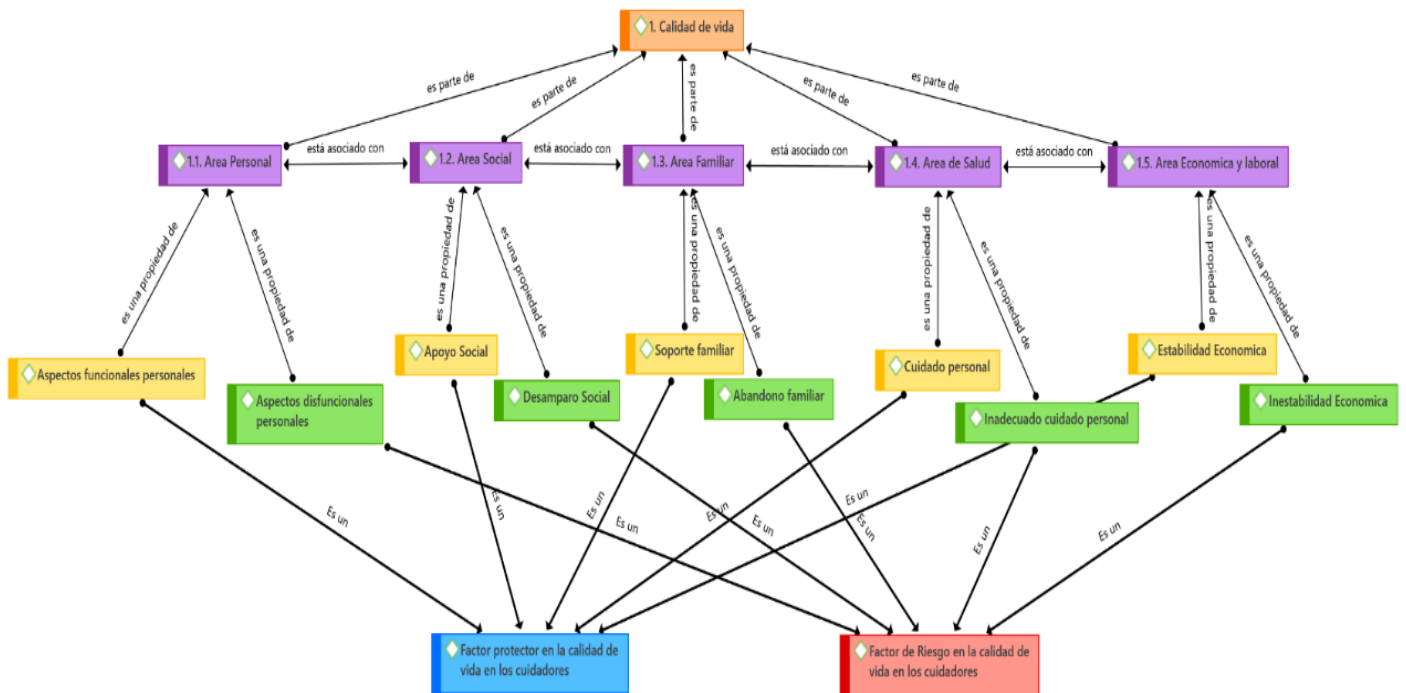 1. Calidad de vida
es parte de
es parte de
es parte de
es parte de
es parte de
1.1. Area Personal
está asociado con
1.2. Area Social
está asociado con
1.3. Area Familiar
está asociado con
1.4. Area de Salud
está asociado con
1.5. Area Economica y laboral
es una propiedad de
es una propiedad de
es una propiedad de
es una propiedad de
es una propiedad de
es una propiedad de
es una propiedad de
es una propiedad de
es una propiedad de
es una propiedad de
Aspectos funcionales personales
Aspectos disfuncionales
personales
Apoyo Social
Desamparo Social
Soporte familiar
Abandono familiar
Cuidado personal
Inadecuado cuidado personal
Estabilidad Economica
Inestabilidad Economica
Es un
Es un
Es un
Es un
Es un
Es un
Es un
Es un
Es un
Es un
Factor protector en la calidad de
vida en los cuidadores
Factor de Riesgo en la calidad de
vida en los cuidadores